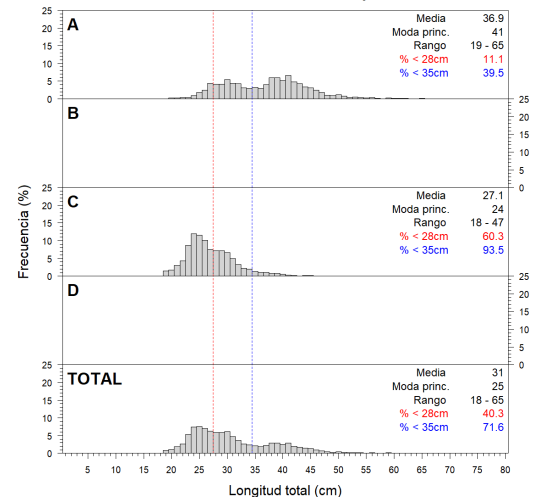 25
20
15
10
5
0
A
Media 36.9
Moda princ. 41
Rango 19 - 65
% < 28cm 11.1
% < 35cm 39.5
B
25
20
15
10
5
0
25
20
15
10
5
0
C
Media 27.1
Moda princ. 24
Rango 18 - 47
% < 28cm 60.3
% < 35cm 93.5
D
25
20
15
10
5
0
25
20
15
10
5
0
TOTAL
Media 31
Moda princ. 25
Rango 18 - 65
% < 28cm 40.3
% < 35cm 71.6
Frecuencia (%)
5 10 15 20 25 30 35 40 45 50 55 60 65 70 75 80
Longitud total (cm)